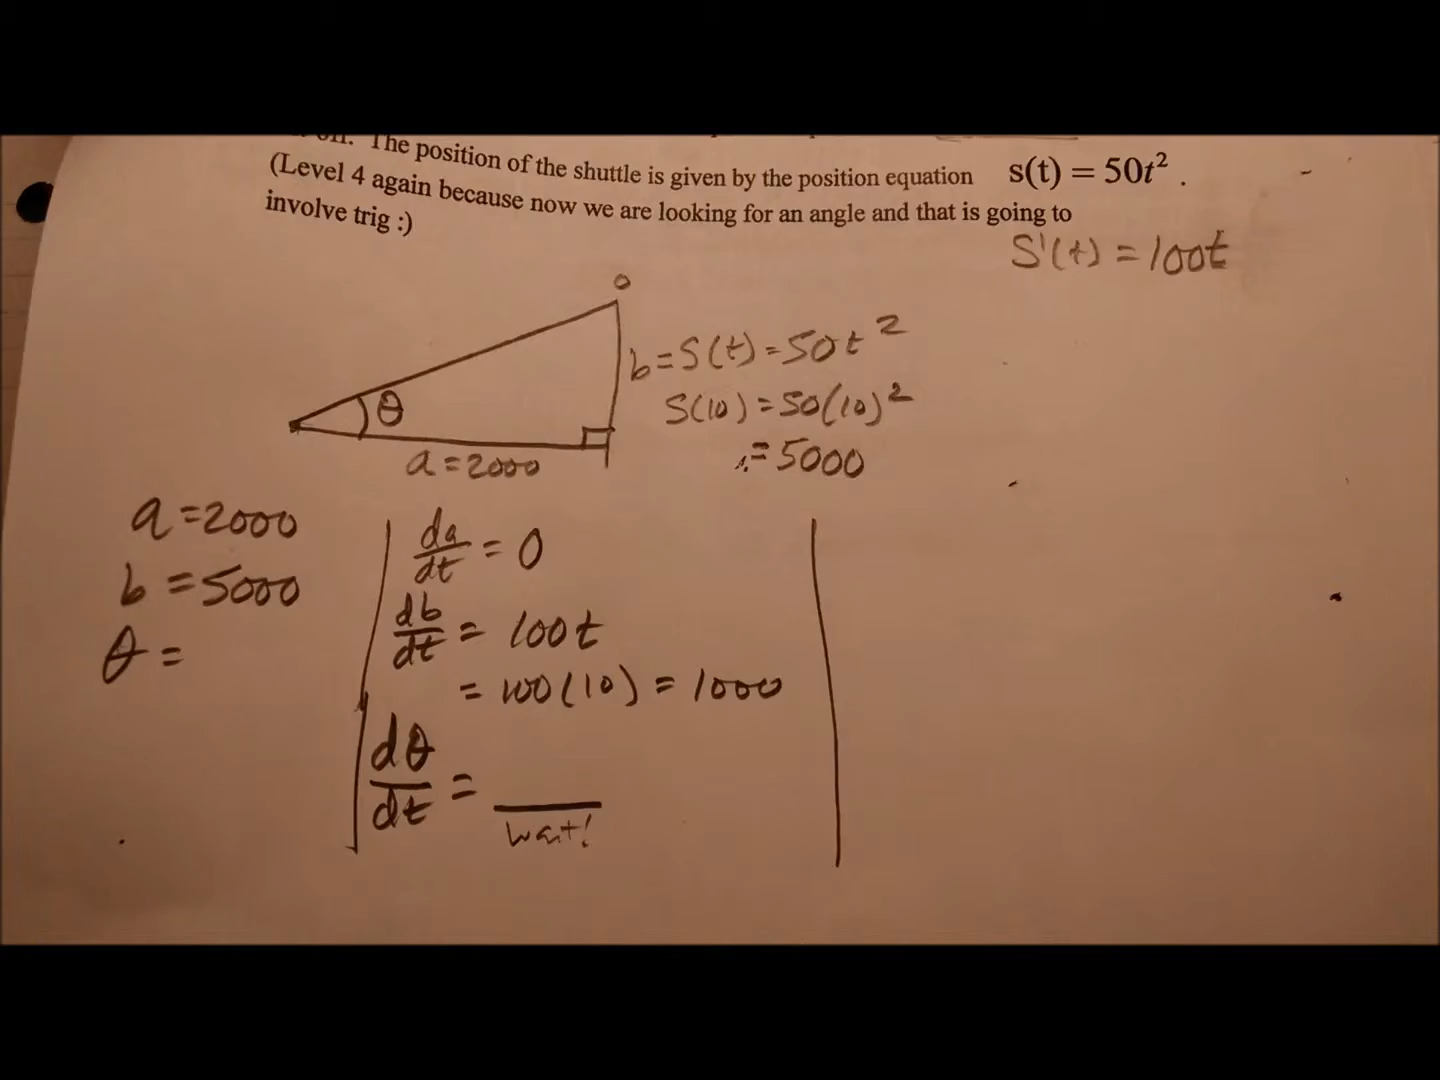 The position of the shuttle is given by the position equation s(t) = 50t² .
(Level 4 again because now we are looking for an angle and that is going to
involve trig :)
S'(t) = 100t
θ
b = S(t) = 50t²
S(10) = 50(10)²
= 5000
a = 2000
a = 2000
b = 5000
θ =
da/dt = 0
db/dt = 100t
= 100(10) = 1000
dθ/dt =
want!